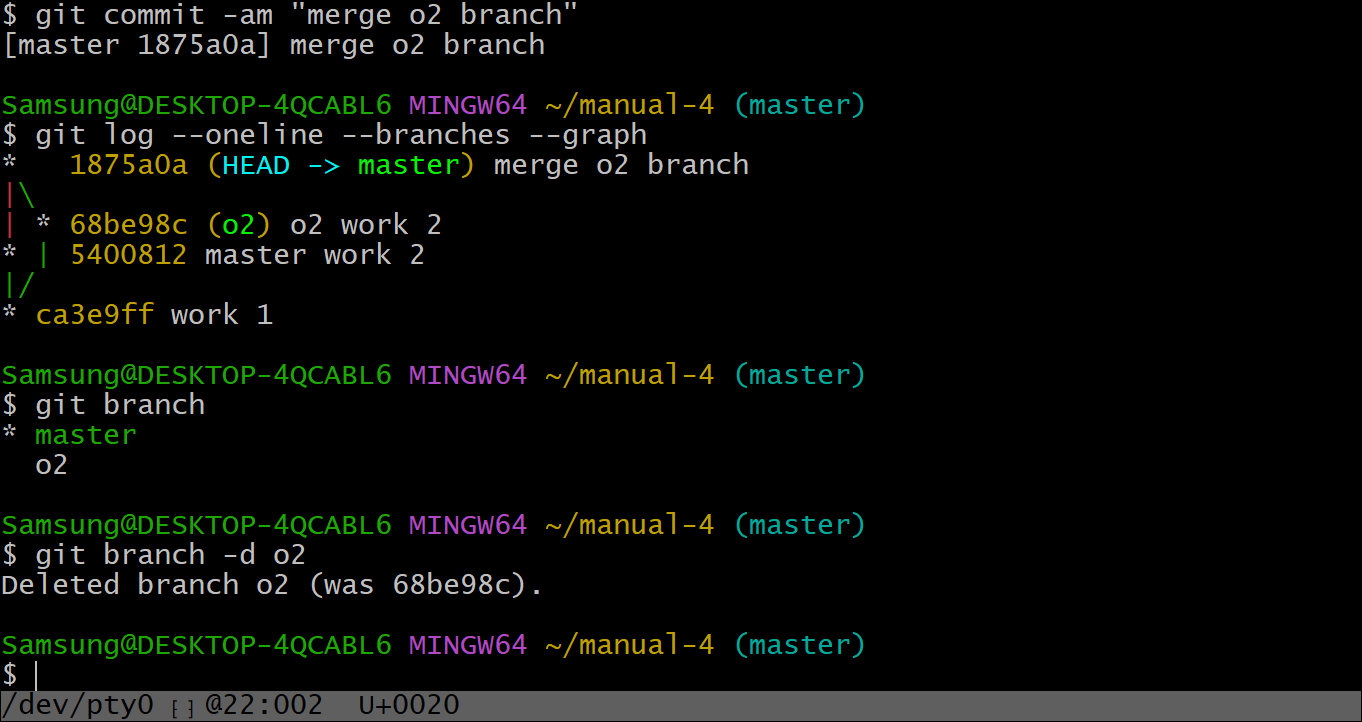 $ git commit -am "merge o2 branch"
[master 1875a0a] merge o2 branch
Samsung@DESKTOP-4QCABL6 MINGW64 ~/manual-4 (master)
$ git log --oneline --branches --graph
*   1875a0a (HEAD -> master) merge o2 branch
|\
| * 68be98c (o2) o2 work 2
* | 5400812 master work 2
|/
* ca3e9ff work 1
Samsung@DESKTOP-4QCABL6 MINGW64 ~/manual-4 (master)
$ git branch
* master
  o2
Samsung@DESKTOP-4QCABL6 MINGW64 ~/manual-4 (master)
$ git branch -d o2
Deleted branch o2 (was 68be98c).
Samsung@DESKTOP-4QCABL6 MINGW64 ~/manual-4 (master)
$
/dev/pty0 [ ] @22:002  U+0020